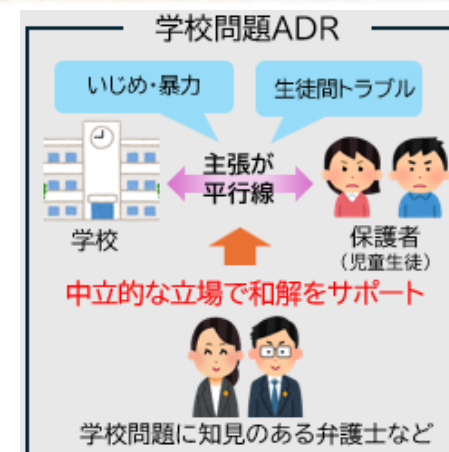 学校問題ADR
いじめ・暴力
生徒間トラブル
主張が
平行線
学校
保護者
(児童生徒)
中立的な立場で和解をサポート
学校問題に知見のある弁護士など